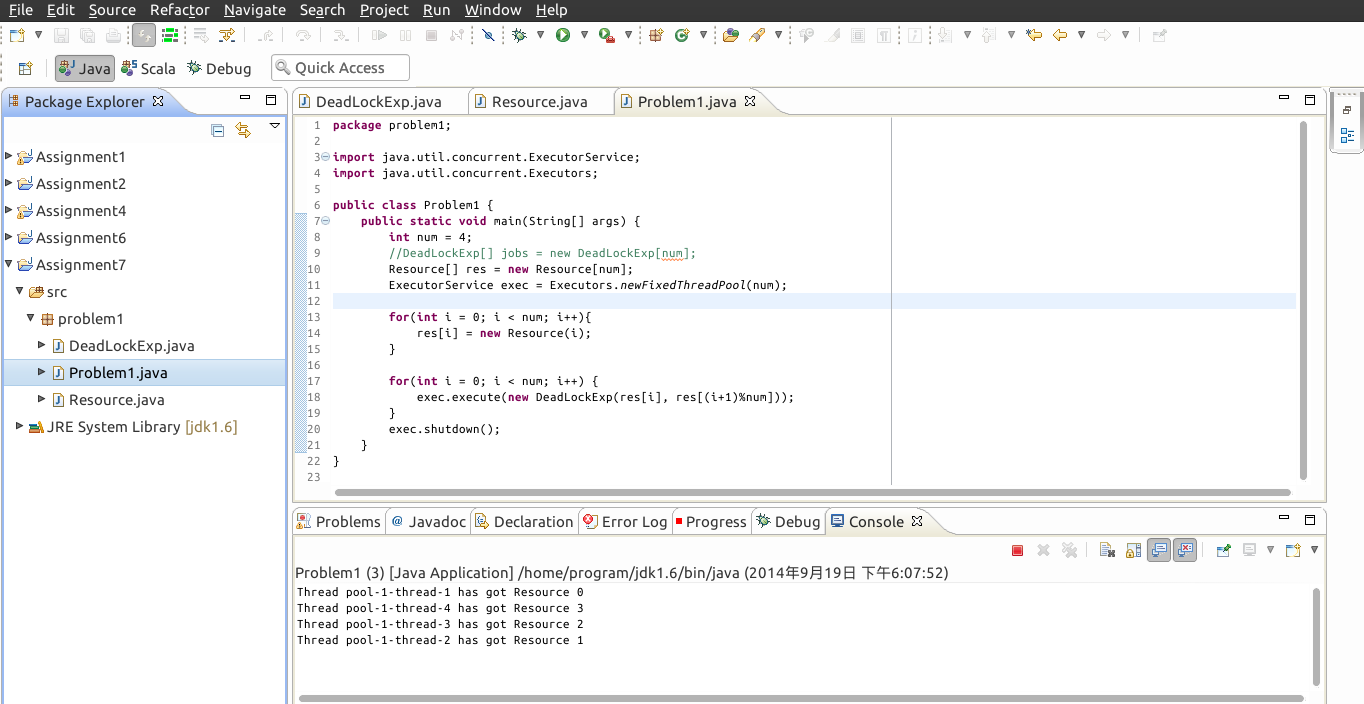 File Edit Source Refactor Navigate Search Project Run Window Help
Java Scala Debug Quick Access
Package Explorer
Assignment1
Assignment2
Assignment4
Assignment6
Assignment7
src
problem1
DeadLockExp.java
Problem1.java
Resource.java
JRE System Library [jdk1.6]
DeadLockExp.java Resource.java Problem1.java
1 package problem1;
2
3 import java.util.concurrent.ExecutorService;
4 import java.util.concurrent.Executors;
5
6 public class Problem1 {
7 public static void main(String[] args) {
8 int num = 4;
9 //DeadLockExp[] jobs = new DeadLockExp[num];
10 Resource[] res = new Resource[num];
11 ExecutorService exec = Executors.newFixedThreadPool(num);
12
13 for(int i = 0; i < num; i++){
14 res[i] = new Resource(i);
15 }
16
17 for(int i = 0; i < num; i++) {
18 exec.execute(new DeadLockExp(res[i], res[(i+1)%num]));
19 }
20 exec.shutdown();
21 }
22 }
23
Problems @ Javadoc Declaration Error Log Progress Debug Console
Problem1 (3) [Java Application] /home/program/jdk1.6/bin/java (2014年9月19日 下午6:07:52)
Thread pool-1-thread-1 has got Resource 0
Thread pool-1-thread-4 has got Resource 3
Thread pool-1-thread-3 has got Resource 2
Thread pool-1-thread-2 has got Resource 1